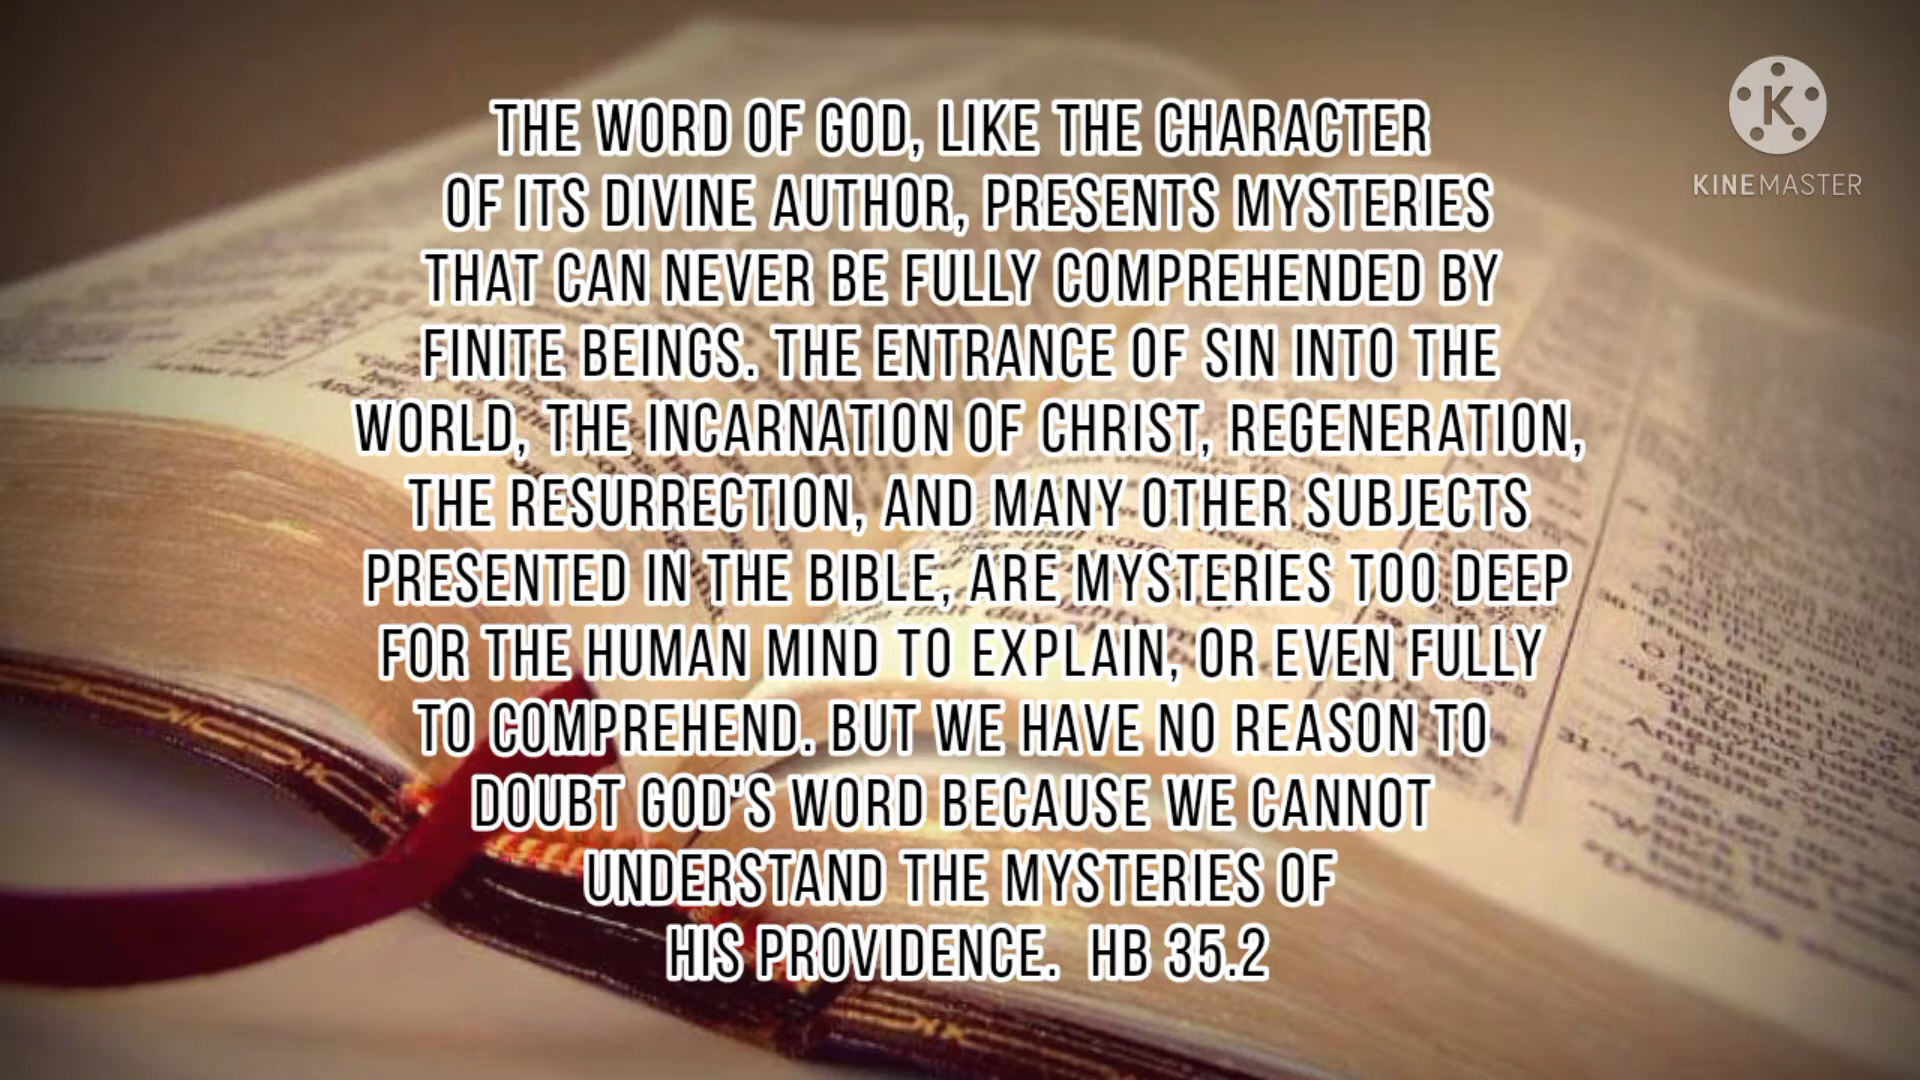 THE WORD OF GOD, LIKE THE CHARACTER
OF ITS DIVINE AUTHOR, PRESENTS MYSTERIES
THAT CAN NEVER BE FULLY COMPREHENDED BY
FINITE BEINGS. THE ENTRANCE OF SIN INTO THE
WORLD, THE INCARNATION OF CHRIST, REGENERATION,
THE RESURRECTION, AND MANY OTHER SUBJECTS
PRESENTED IN THE BIBLE, ARE MYSTERIES TOO DEEP
FOR THE HUMAN MIND TO EXPLAIN, OR EVEN FULLY
TO COMPREHEND. BUT WE HAVE NO REASON TO
DOUBT GOD'S WORD BECAUSE WE CANNOT
UNDERSTAND THE MYSTERIES OF
HIS PROVIDENCE. HB 35.2
K
KINEMASTER